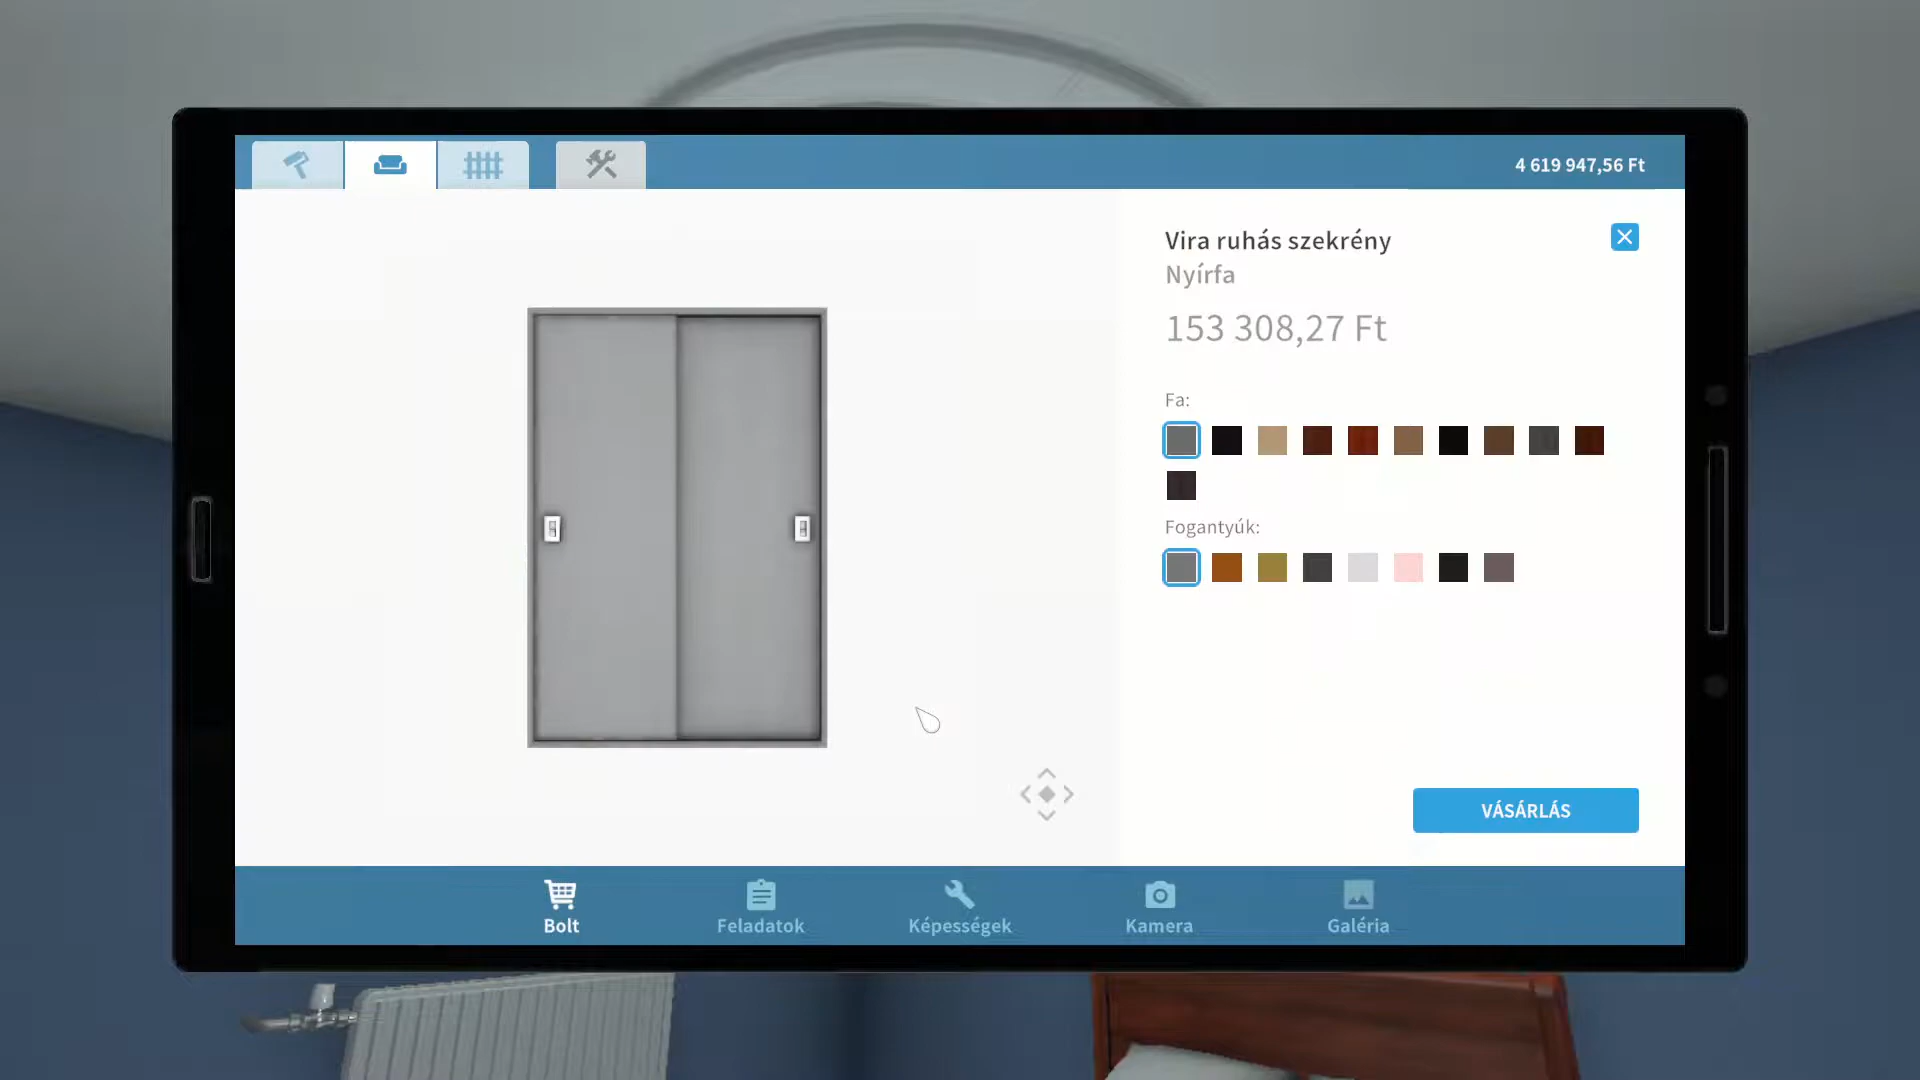 4 619 947,56 Ft
Vira ruhás szekrény
Nyírfa
153 308,27 Ft
Fa:
Fogantyúk:
VÁSÁRLÁS
Bolt
Feladatok
Képességek
Kamera
Galéria